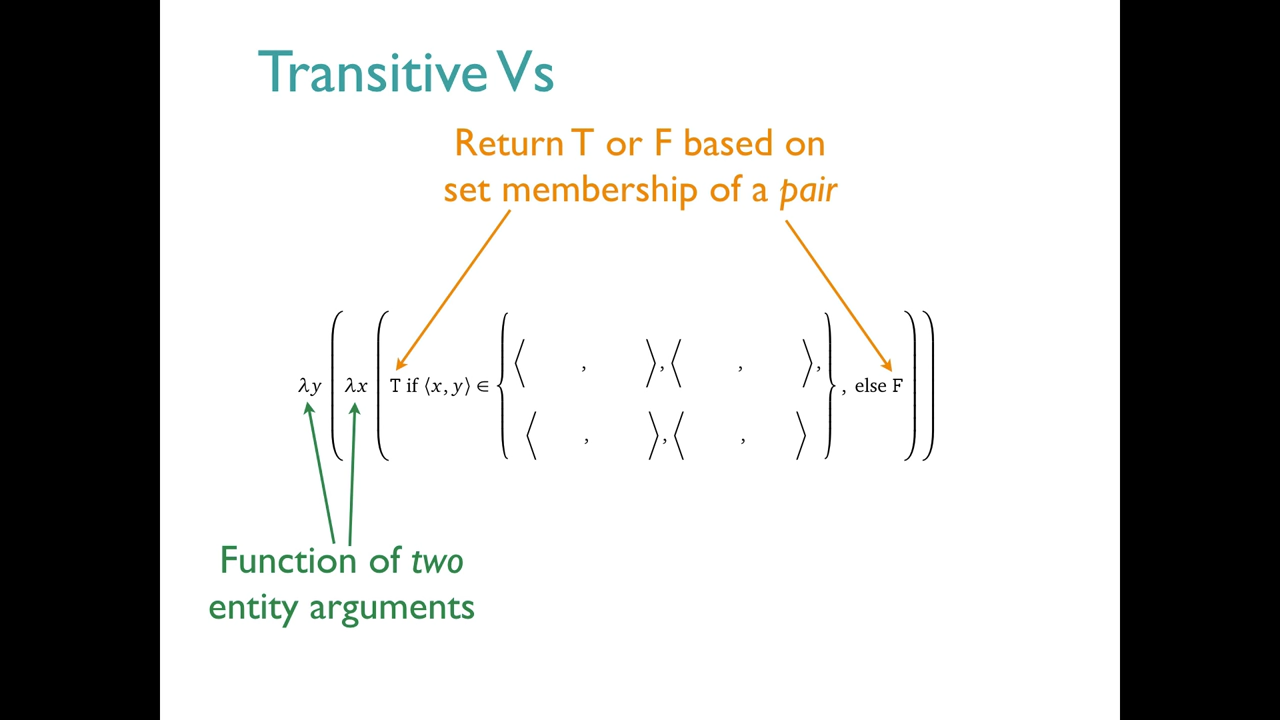 Transitive Vs
Return T or F based on
set membership of a pair
λy ( λx ( T if ⟨x, y⟩ ∈ { ⟨ , ⟩, ⟨ , ⟩, ⟨ , ⟩, ⟨ , ⟩ } , else F ) )
Function of two
entity arguments